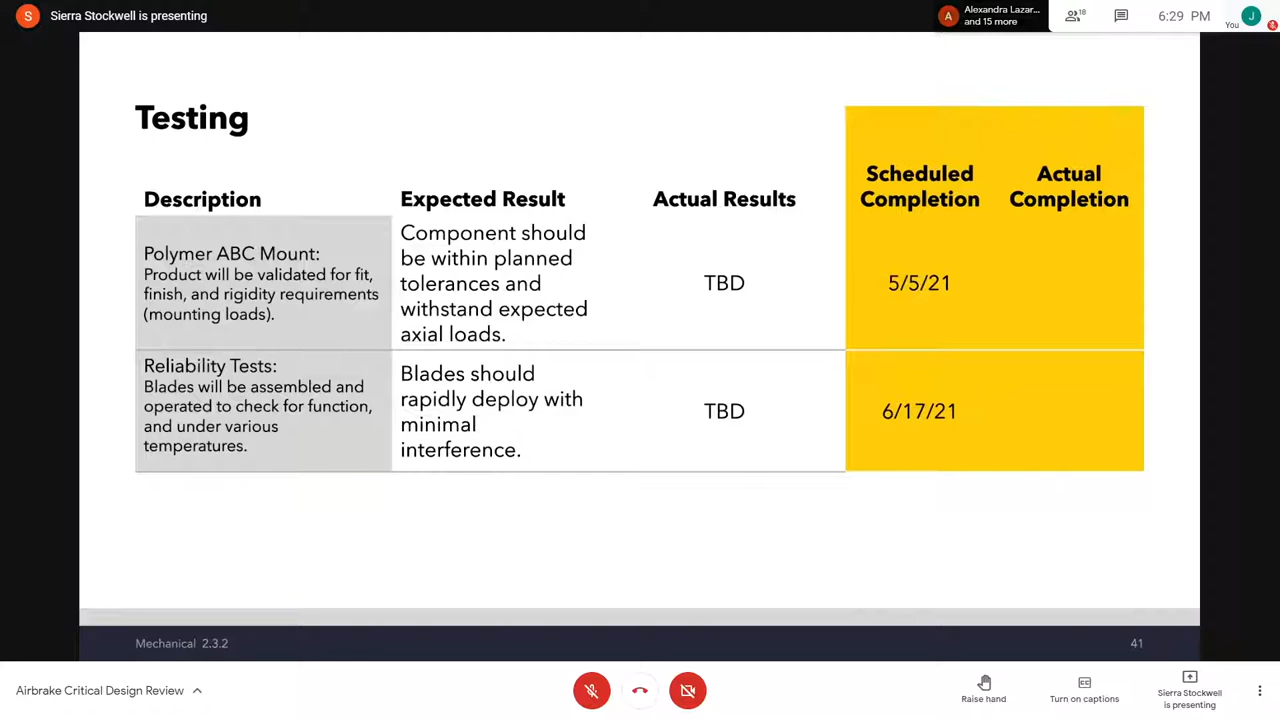 S
Sierra Stockwell is presenting
A
Alexandra Lazar...
and 15 more
18
6:29 PM
You
J
Testing
Description
Expected Result
Actual Results
Scheduled
Completion
Actual
Completion
Polymer ABC Mount:
Product will be validated for fit,
finish, and rigidity requirements
(mounting loads).
Component should
be within planned
tolerances and
withstand expected
axial loads.
TBD
5/5/21
Reliability Tests:
Blades will be assembled and
operated to check for function,
and under various
temperatures.
Blades should
rapidly deploy with
minimal
interference.
TBD
6/17/21
Mechanical 2.3.2
41
Airbrake Critical Design Review
Raise hand
Turn on captions
Sierra Stockwell
is presenting